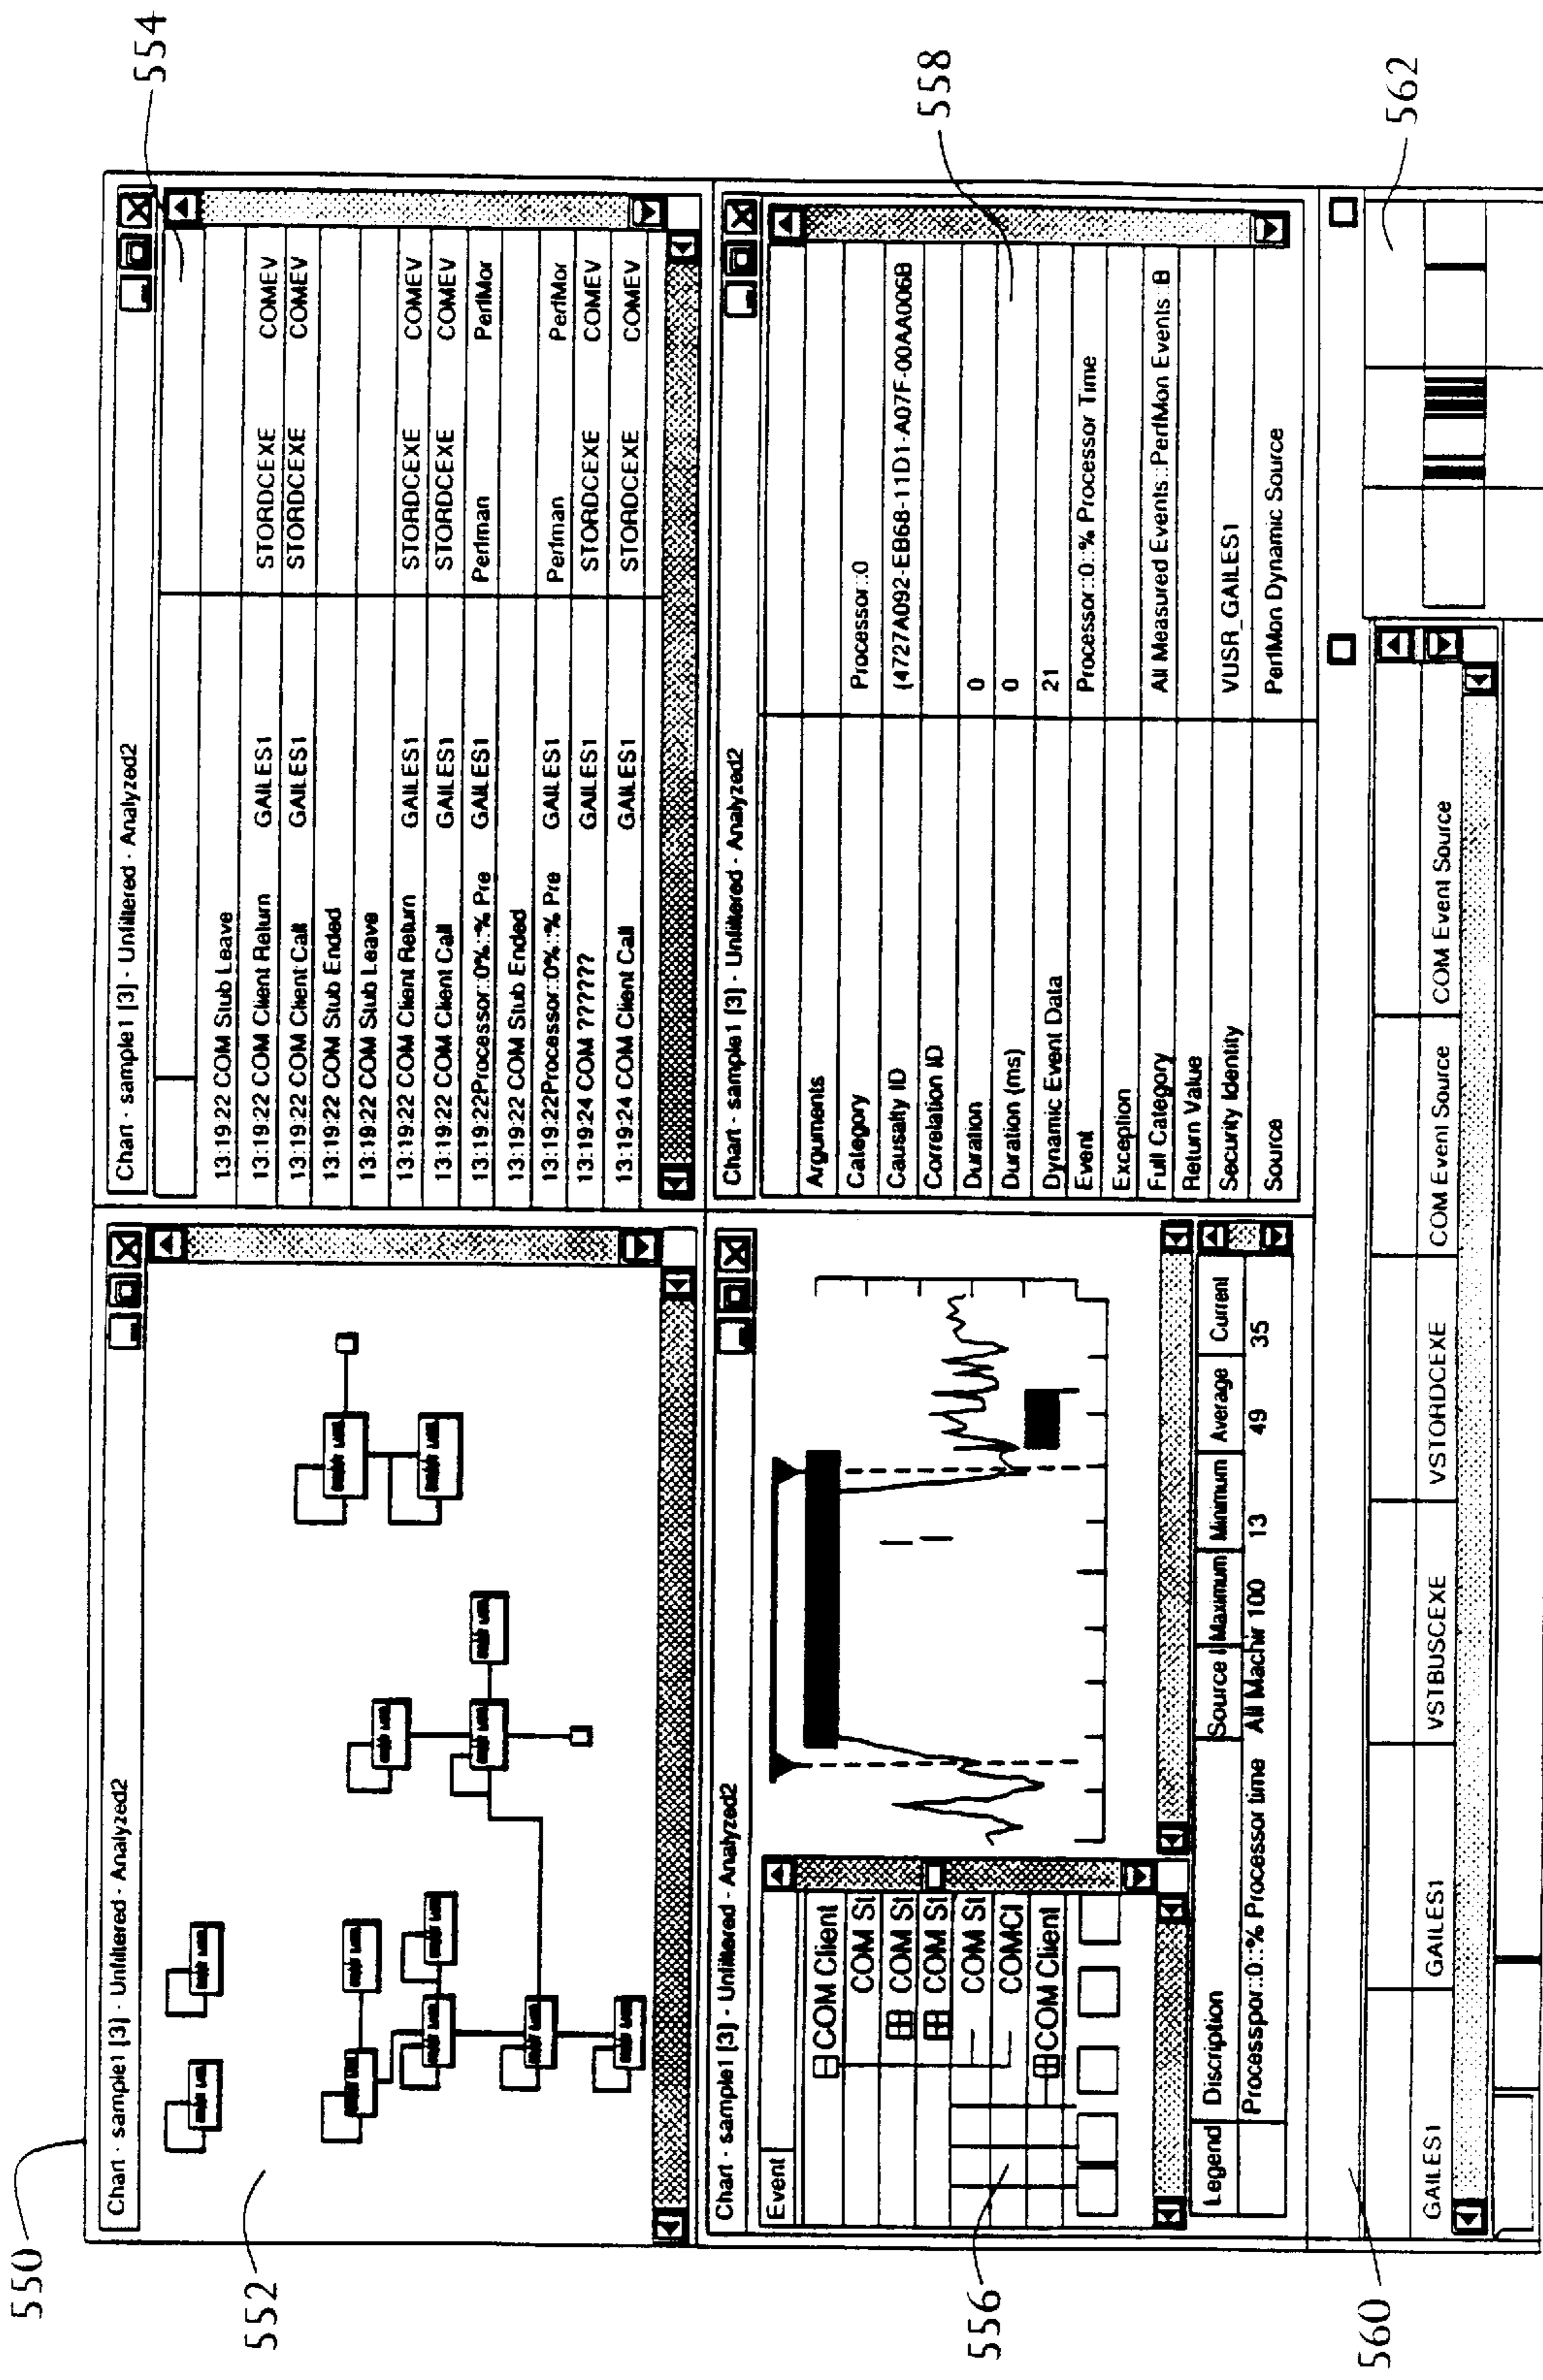 550
552
554
Chart - sample1 [3] - Unfiltered - Analyzed2
Chart - sample1 [3] - Unfiltered - Analyzed2
13:19:22 COM Stub Leave
13:19:22 COM Client Return GAILES1 STORDCEXE COMEV
13:19:22 COM Client Call GAILES1 STORDCEXE COMEV
13:19:22 COM Stub Ended
13:19:22 COM Stub Leave
13:19:22 COM Client Return GAILES1 STORDCEXE COMEV
13:19:22 COM Client Call GAILES1 STORDCEXE COMEV
13:19:22Processor::0%::% Pre GAILES1 Perfman PerfMor
13:19:22 COM Stub Ended
13:19:22Processor::0%::% Pre GAILES1 Perfman PerfMor
13:19:24 COM ?????? GAILES1 STORDCEXE COMEV
13:19:24 COM Client Call GAILES1 STORDCEXE COMEV
556
Chart - sample1 [3] - Unfiltered - Analyzed2
Event
COM Client
COM St
COM St
COM St
COM St
COMCl
COM Client
Legend Discription Source Maximum Minimum Average Current
Processpor::0::% Processor time All Machir 100 13 49 35
558
Chart - sample1 [3] - Unfiltered - Analyzed2
Arguments
Category Processor::0
Causalty ID (4727A092-EB68-11D1-A07F-00AA006B
Correlation ID
Duration 0
Duration (ms) 0
Dynamic Event Data 21
Event Processor::0::% Processor Time
Exception
Full Category All Measured Events::PerfMon Events::B
Return Value
Security Identity VUSR_GAILES1
Source PerfMon Dynamic Source
560
562
COM Event Source COM Event Source
GAILES1 GAILES1 VSTBUSCEXE VSTORDCEXE